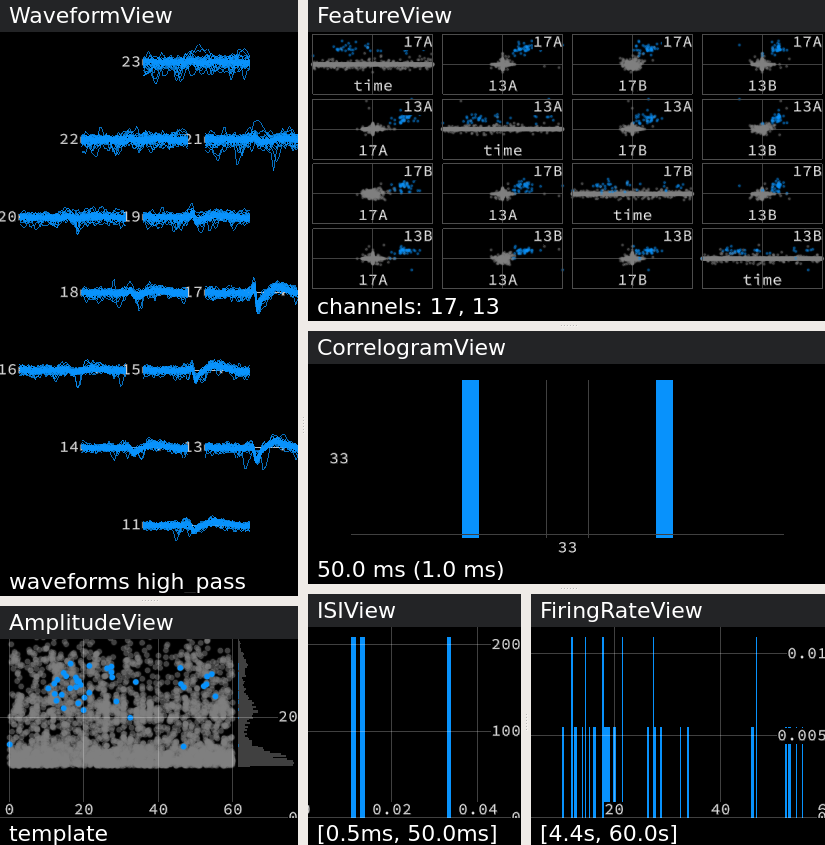 WaveformView
23
22 21
20 19
18 17
16 15
14 13
11
waveforms high_pass
AmplitudeView
20
0 20 40 60 0
template
FeatureView
17A 17A 17A 17A
time 13A 17B 13B
13A 13A 13A 13A
17A time 17B 13B
17B 17B 17B 17B
17A 13A time 13B
13B 13B 13B 13B
17A 13A 17B time
channels: 17, 13
CorrelogramView
33
33
50.0 ms (1.0 ms)
ISIView
200
100
0.02 0.04
[0.5ms, 50.0ms]
FiringRateView
0.01
0.005
20 40
[4.4s, 60.0s]